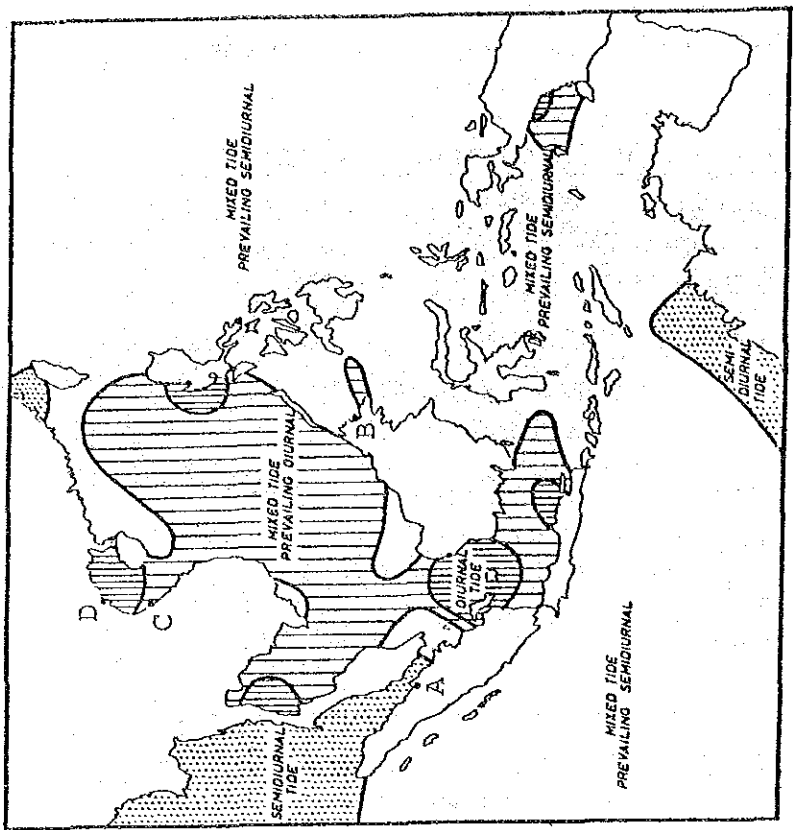 MIXED TIDE
PREVAILING SEMIDIURNAL
MIXED TIDE
PREVAILING SEMIDIURNAL
MIXED TIDE
PREVAILING DIURNAL
SEMI
DIURNAL
TIDE
B
D
C
DIURNAL
TIDE
A
MIXED TIDE
PREVAILING SEMIDIURNAL
SEMIDIURNAL
TIDE